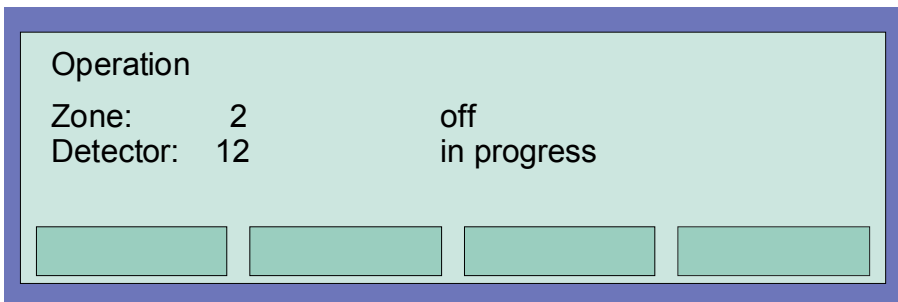 Operation
Zone: 2 off
Detector: 12 in progress